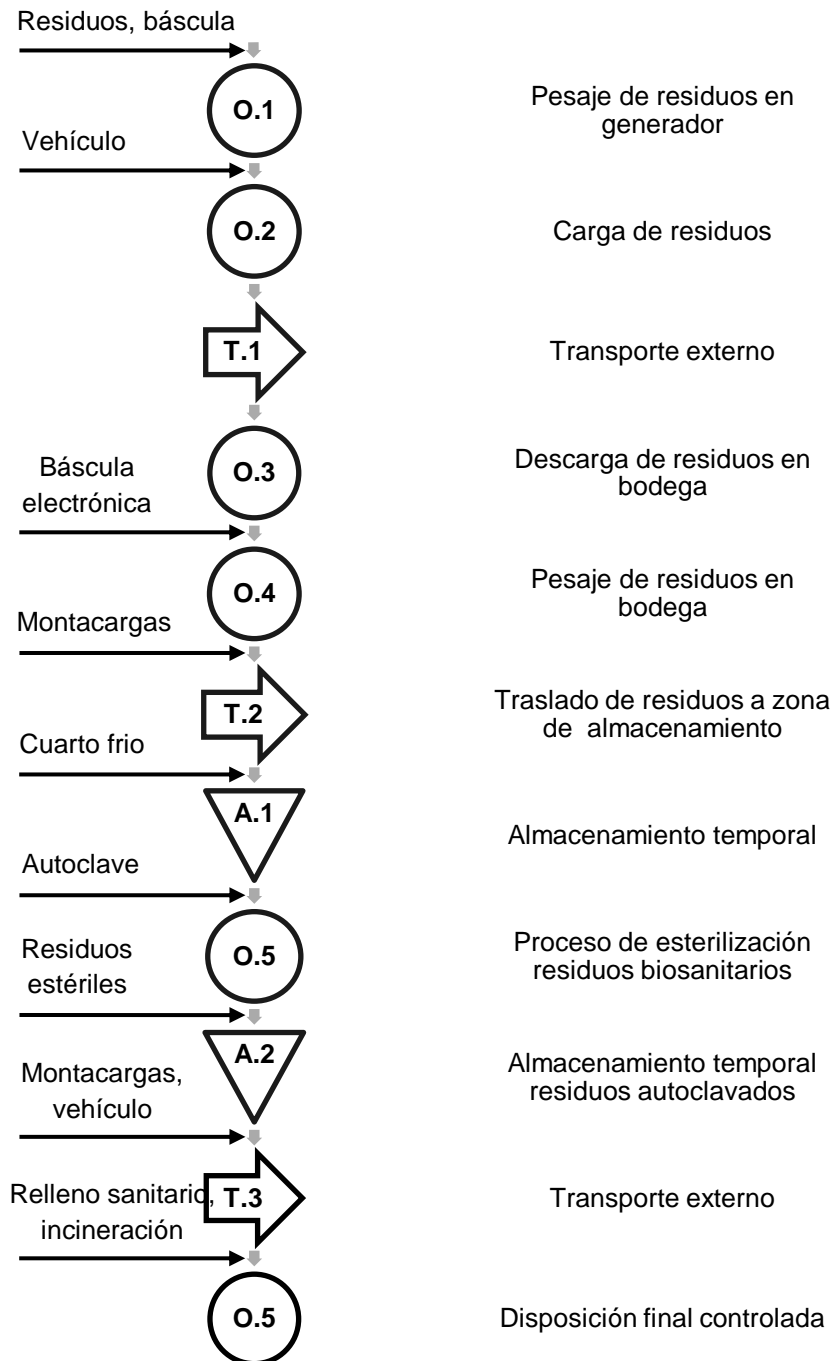 Residuos, báscula
O.1
Pesaje de residuos en
generador
Vehículo
O.2
Carga de residuos
T.1
Transporte externo
Báscula
electrónica
O.3
Descarga de residuos en
bodega
O.4
Pesaje de residuos en
bodega
Montacargas
T.2
Traslado de residuos a zona
de almacenamiento
Cuarto frio
A.1
Almacenamiento temporal
Autoclave
O.5
Proceso de esterilización
residuos biosanitarios
Residuos
estériles
A.2
Almacenamiento temporal
residuos autoclavados
Montacargas,
vehículo
T.3
Transporte externo
Relleno sanitario,
incineración
O.5
Disposición final controlada